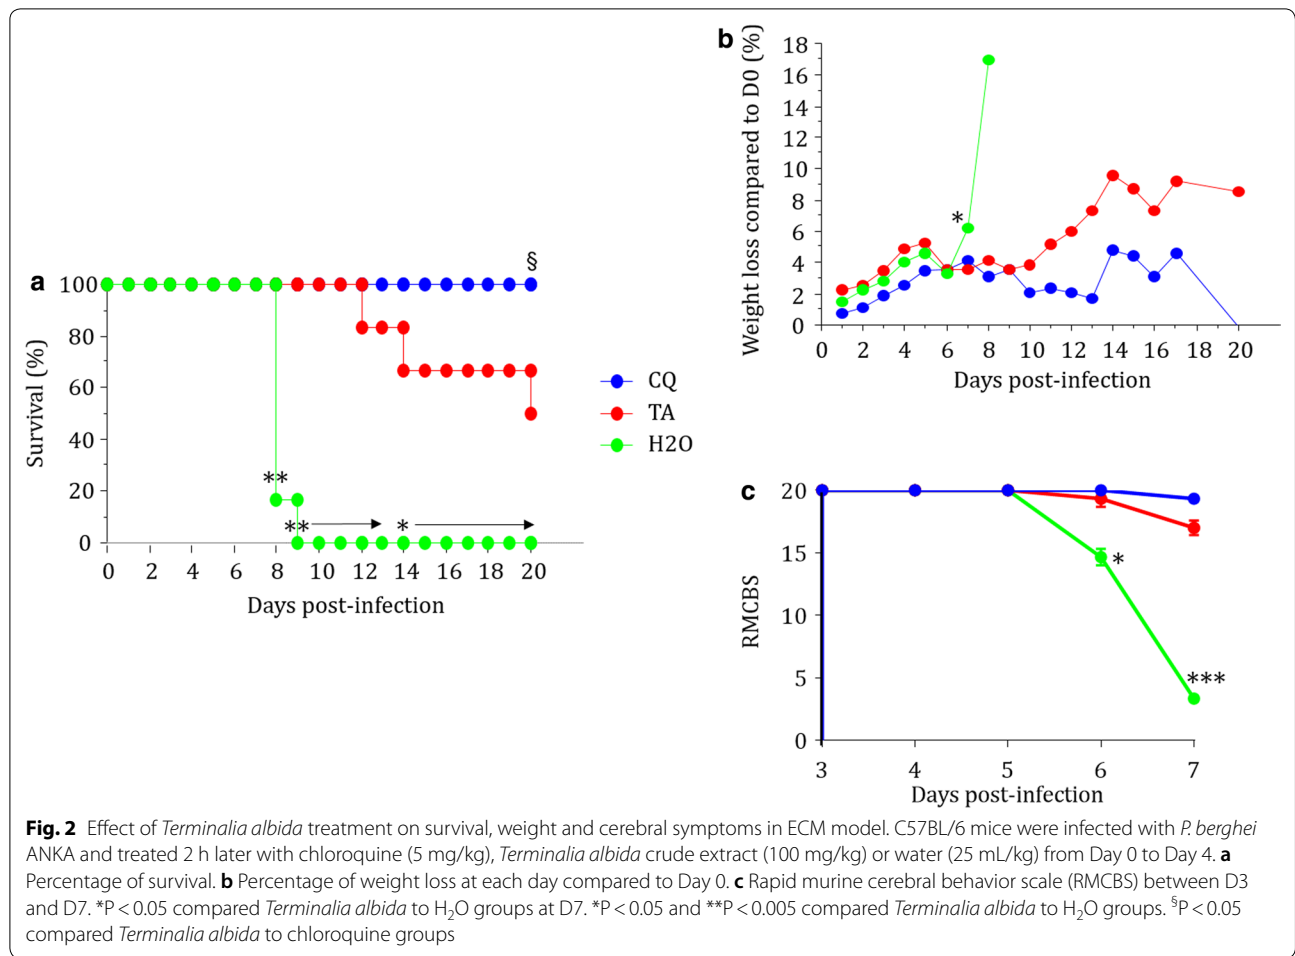 a
Survival (%)
100
80
60
40
20
0
§
**
**
*
0 2 4 6 8 10 12 14 16 18 20
Days post-infection
CQ
TA
H2O
b
Weight loss compared to D0 (%)
18
16
14
12
10
8
6
4
2
0
*
0 2 4 6 8 10 12 14 16 18 20
Days post-infection
c
RMCBS
20
15
10
5
0
*
***
3 4 5 6 7
Days post-infection
Fig. 2 Effect of Terminalia albida treatment on survival, weight and cerebral symptoms in ECM model. C57BL/6 mice were infected with P. berghei
ANKA and treated 2 h later with chloroquine (5 mg/kg), Terminalia albida crude extract (100 mg/kg) or water (25 mL/kg) from Day 0 to Day 4. a
Percentage of survival. b Percentage of weight loss at each day compared to Day 0. c Rapid murine cerebral behavior scale (RMCBS) between D3
and D7. *P < 0.05 compared Terminalia albida to H₂O groups at D7. *P < 0.05 and **P < 0.005 compared Terminalia albida to H₂O groups. §P < 0.05
compared Terminalia albida to chloroquine groups